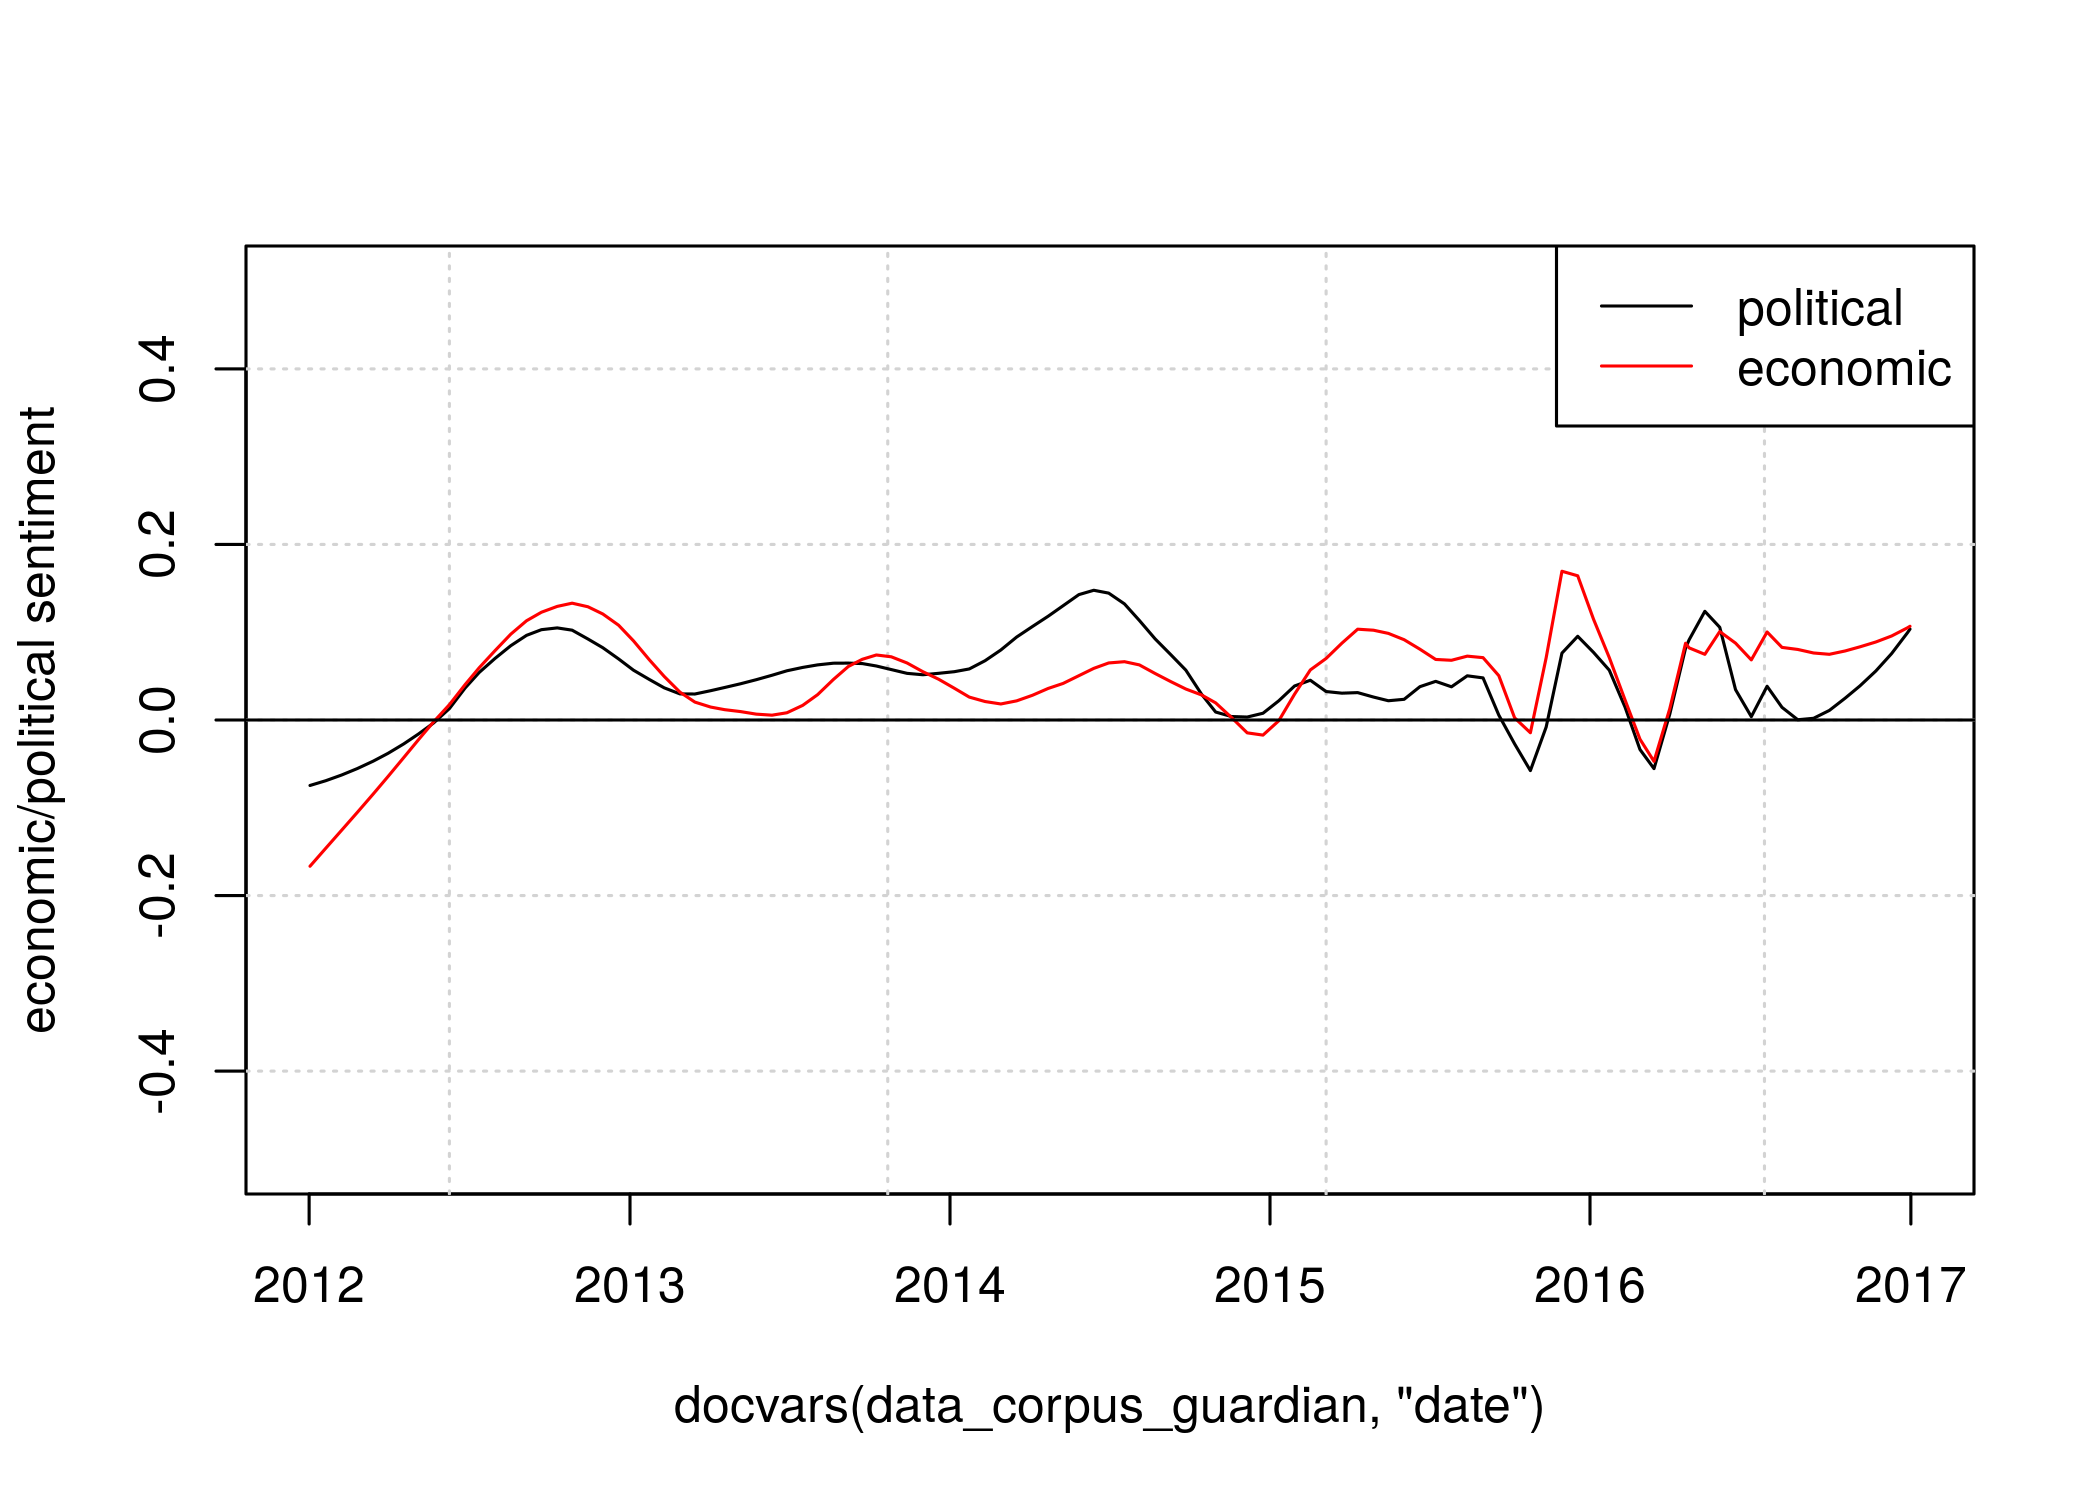 political
economic
economic/political sentiment
0.4
0.2
0.0
-0.2
-0.4
2012 2013 2014 2015 2016 2017
docvars(data_corpus_guardian, "date")